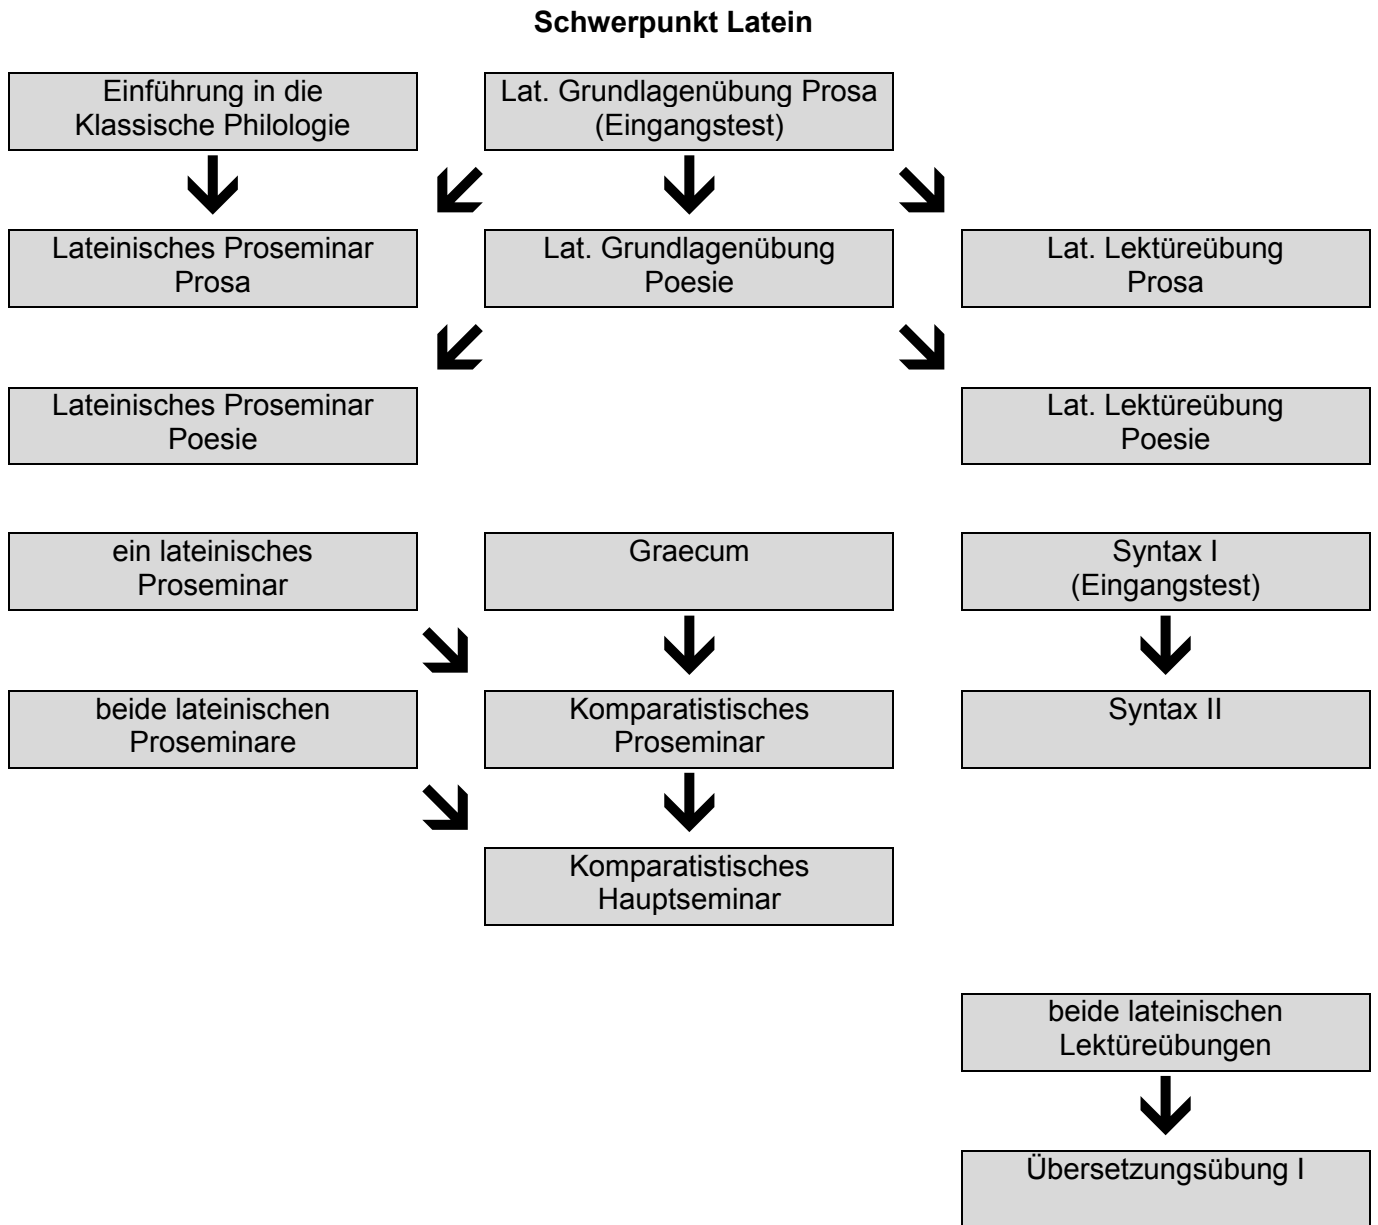 Schwerpunkt Latein
Einführung in die
Klassische Philologie
Lat. Grundlagenübung Prosa
(Eingangstest)
Lateinisches Proseminar
Prosa
Lat. Grundlagenübung
Poesie
Lat. Lektüreübung
Prosa
Lateinisches Proseminar
Poesie
Lat. Lektüreübung
Poesie
ein lateinisches
Proseminar
Graecum
Syntax I
(Eingangstest)
beide lateinischen
Proseminare
Komparatistisches
Proseminar
Syntax II
Komparatistisches
Hauptseminar
beide lateinischen
Lektüreübungen
Übersetzungsübung I